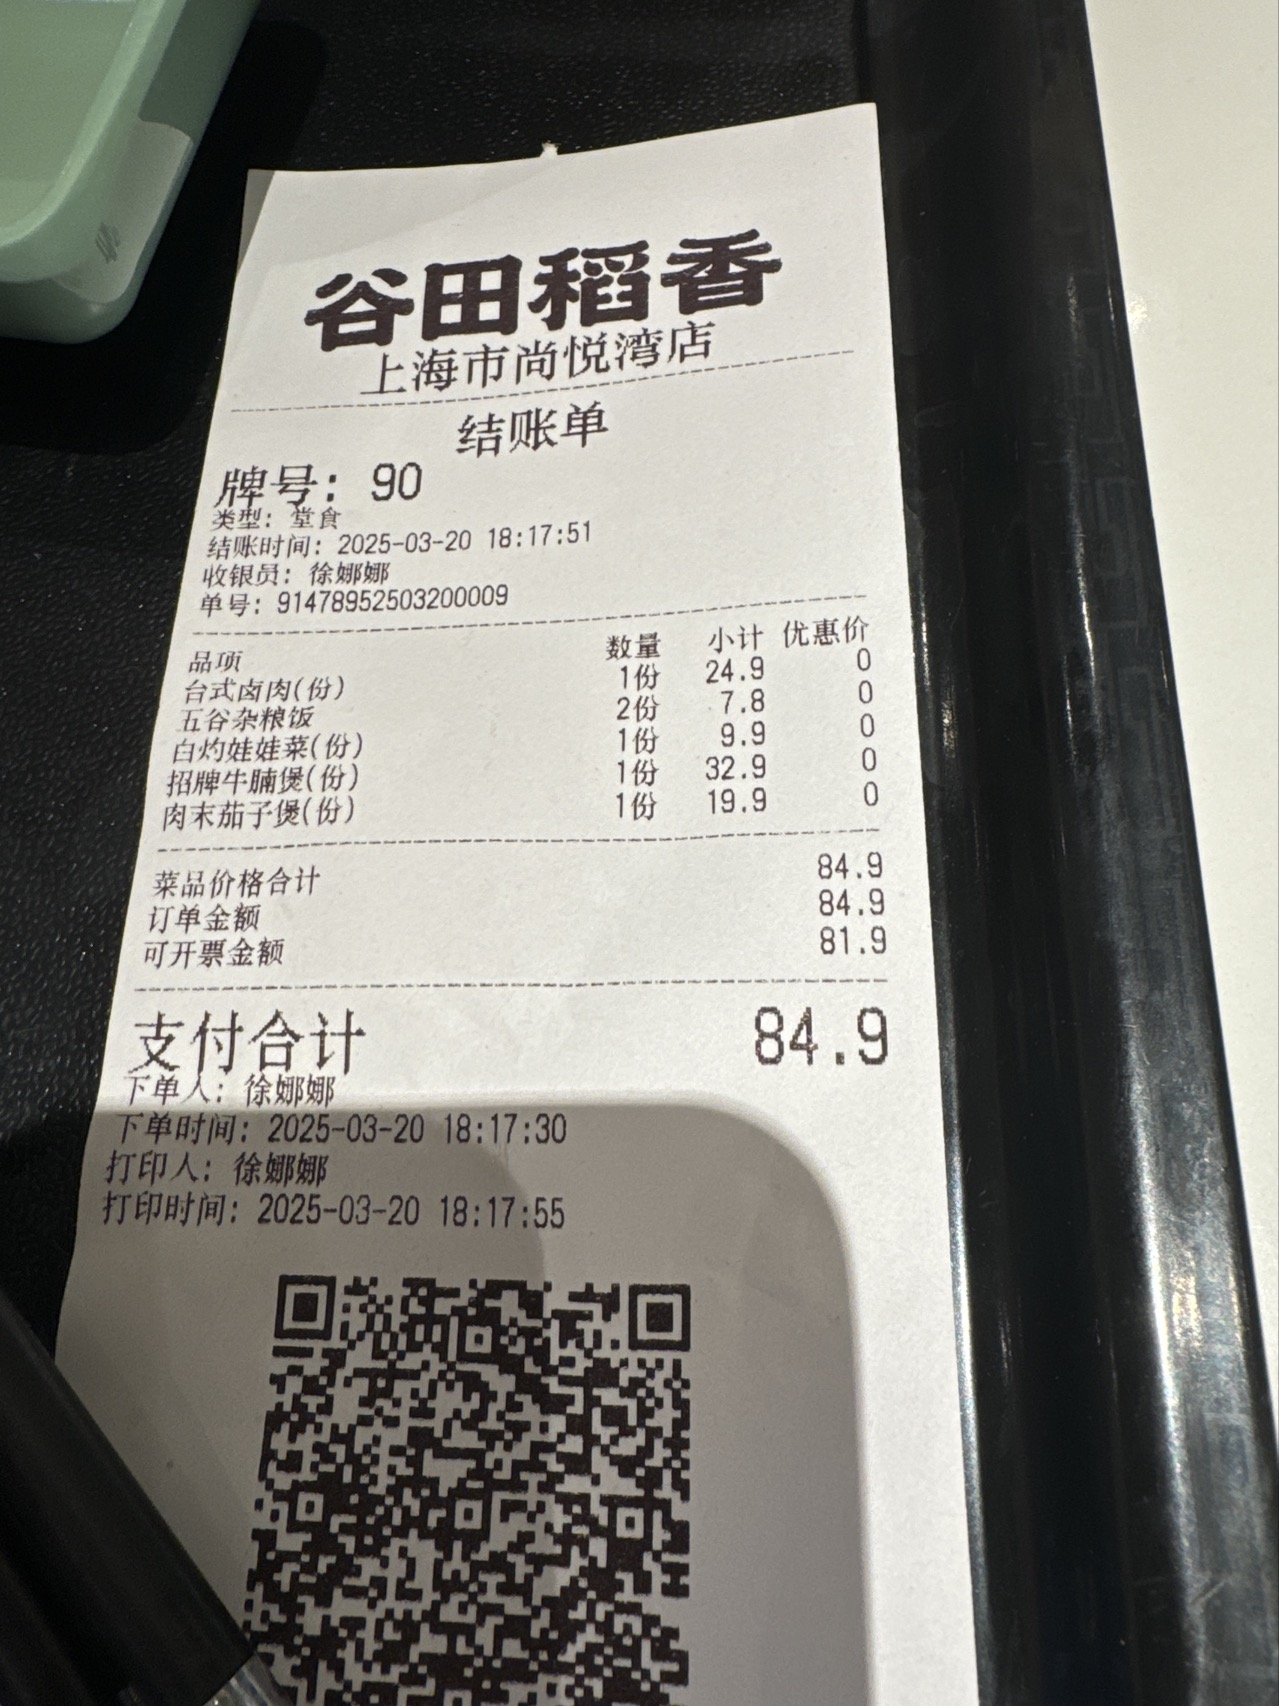 谷田稻香
上海市尚悦湾店
结账单
牌号: 90
类型: 堂食
结账时间: 2025-03-20 18:17:51
收银员: 徐娜娜
单号: 91478952503200009
品项 数量 小计 优惠价
台式卤肉(份) 1份 24.9 0
五谷杂粮饭 2份 7.8 0
白灼娃娃菜(份) 1份 9.9 0
招牌牛腩煲(份) 1份 32.9 0
肉末茄子煲(份) 1份 19.9 0
菜品价格合计 84.9
订单金额 84.9
可开票金额 81.9
支付合计 84.9
下单人: 徐娜娜
下单时间: 2025-03-20 18:17:30
打印人: 徐娜娜
打印时间: 2025-03-20 18:17:55